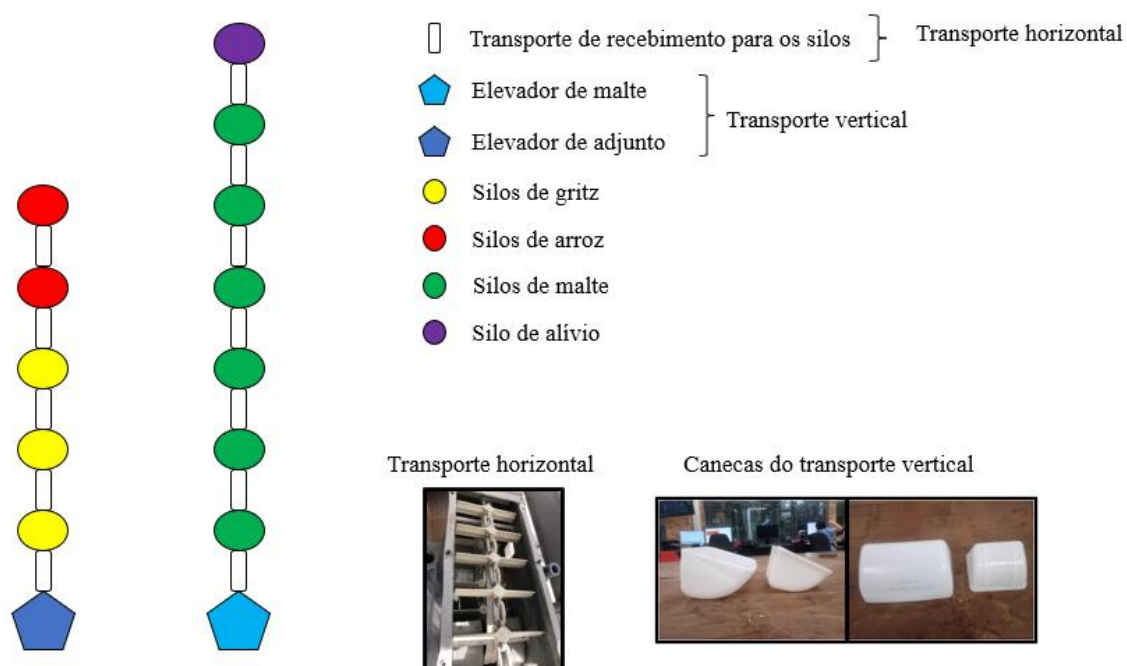 Transporte de recebimento para os silos
Transporte horizontal
Elevador de malte
Transporte vertical
Elevador de adjunto
Silos de gritz
Silos de arroz
Silos de malte
Silo de alívio
Transporte horizontal
Canecas do transporte vertical